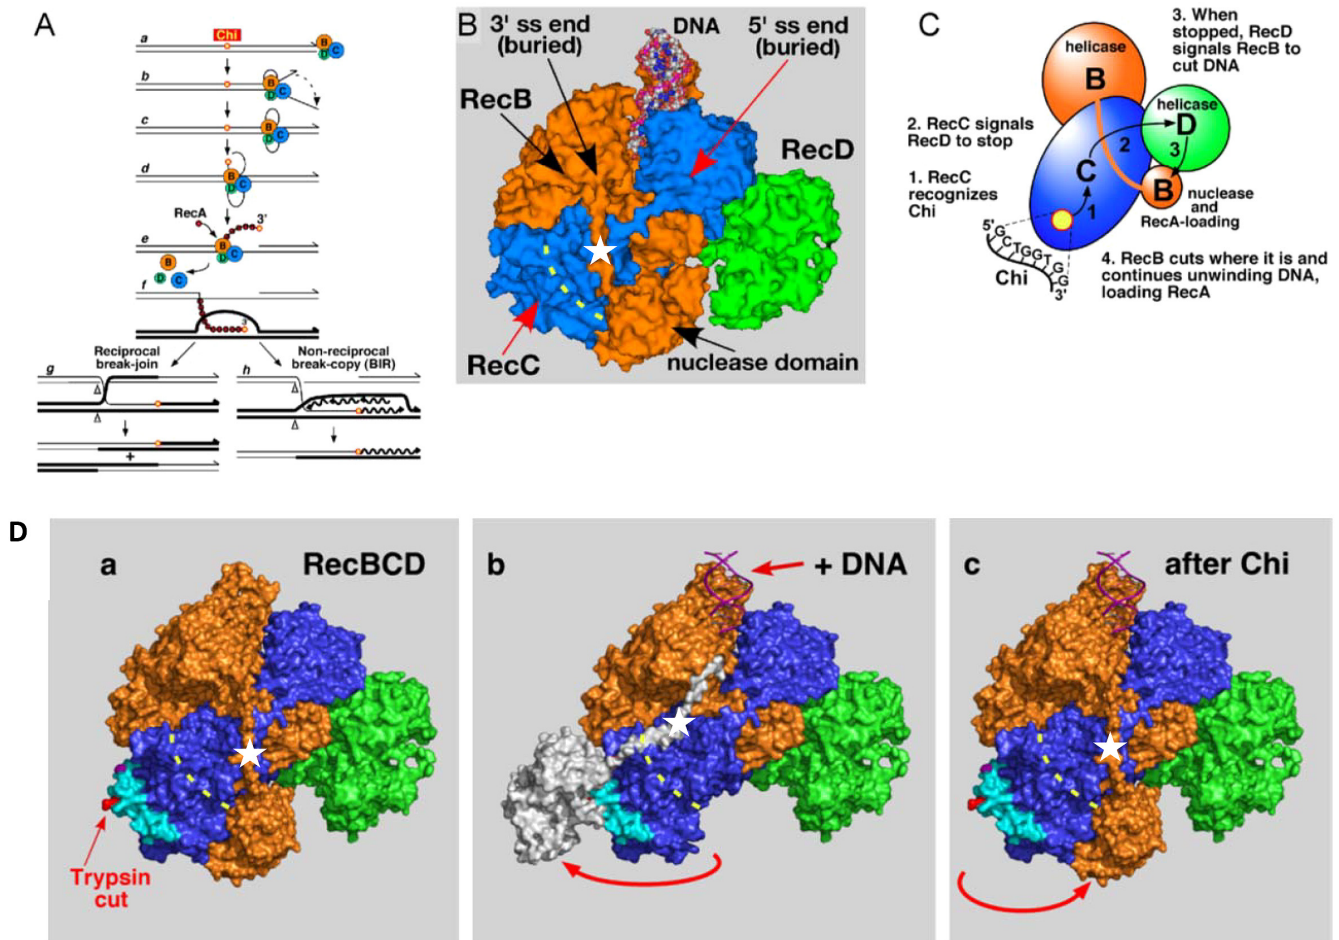 A
Chi
a
B
D
C
b
B
D
C
c
B
D
C
d
B
D
C
RecA
3'
e
B
D
C
B
D
C
f
3'
Reciprocal
break-join
Non-reciprocal
break-copy (BIR)
g
h
+
B
3' ss end
(buried)
DNA
5' ss end
(buried)
RecB
RecD
RecC
nuclease domain
C
helicase
B
3. When
stopped, RecD
signals RecB to
cut DNA
helicase
D
2. RecC signals
RecD to stop
2
3
C
1. RecC
recognizes
Chi
1
B
nuclease
and
RecA-loading
5'
GCTGGTGG
3'
Chi
4. RecB cuts where it is and
continues unwinding DNA,
loading RecA
D
a
RecBCD
Trypsin
cut
b
+ DNA
c
after Chi